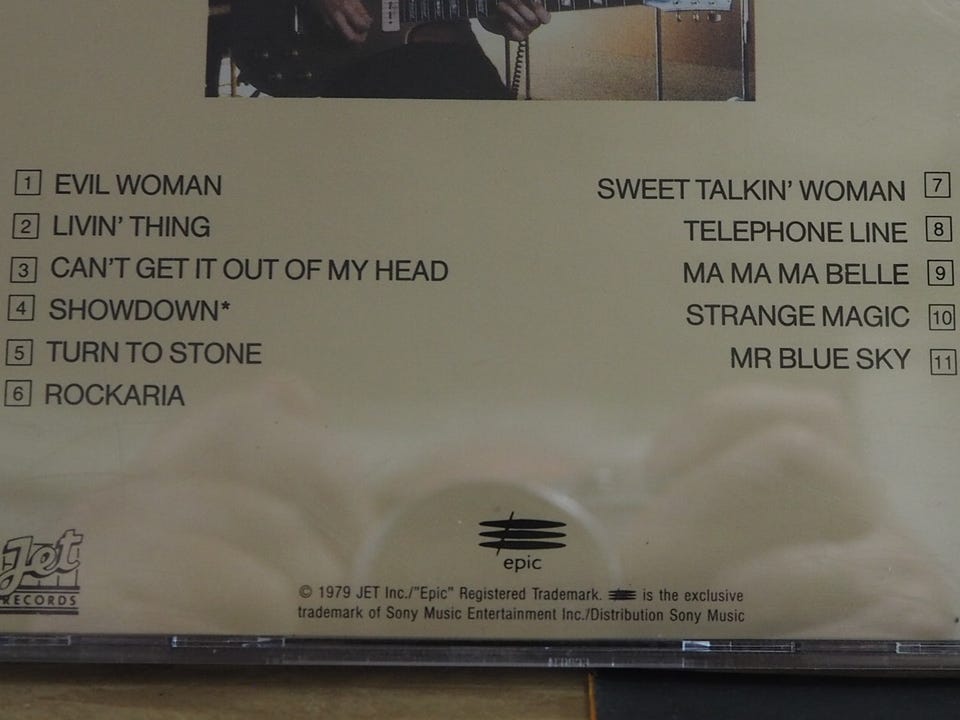 1 EVIL WOMAN
2 LIVIN' THING
3 CAN'T GET IT OUT OF MY HEAD
4 SHOWDOWN*
5 TURN TO STONE
6 ROCKARIA
SWEET TALKIN' WOMAN 7
TELEPHONE LINE 8
MA MA MA BELLE 9
STRANGE MAGIC 10
MR BLUE SKY 11
Jet
RECORDS
epic
© 1979 JET Inc./"Epic" Registered Trademark. is the exclusive
trademark of Sony Music Entertainment Inc./Distribution Sony Music